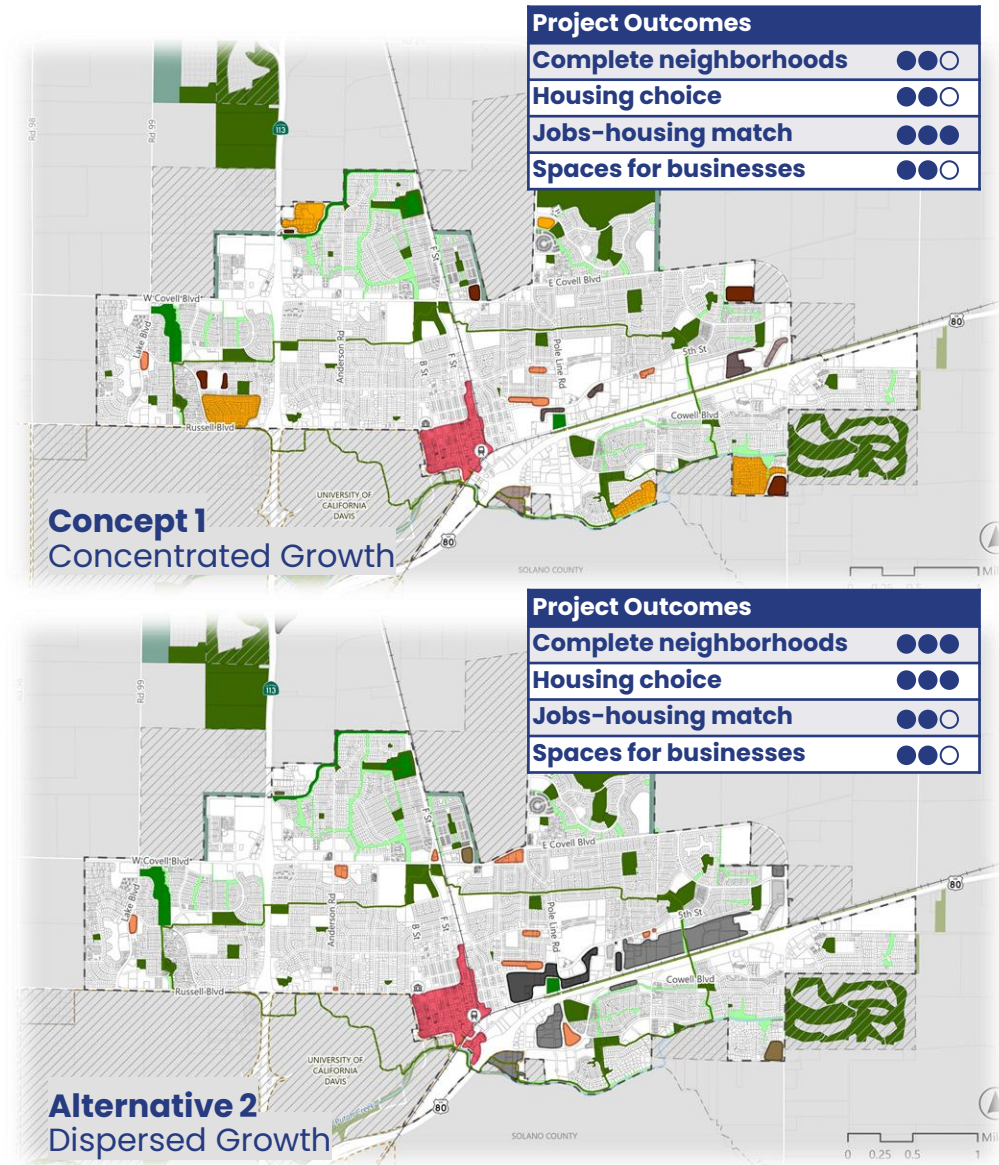 Project Outcomes
Complete neighborhoods
Housing choice
Jobs-housing match
Spaces for businesses
Rd 98
Rd 99
113
F St
E Covell Blvd
W Covell Blvd
Lake Blvd
Anderson Rd
B St
F St
Pole Line Rd
5th St
80
Cowell Blvd
Russell Blvd
UNIVERSITY OF
CALIFORNIA
DAVIS
80
SOLANO COUNTY
Concept 1
Concentrated Growth
0 0.25 0.5 1 Mil
Project Outcomes
Complete neighborhoods
Housing choice
Jobs-housing match
Spaces for businesses
Rd 99
113
F St
E Covell Blvd
W Covell Blvd
Lake Blvd
Anderson Rd
B St
F St
Pole Line Rd
5th St
80
Cowell Blvd
Russell Blvd
UNIVERSITY OF
CALIFORNIA
DAVIS
Putah Creek
80
SOLANO COUNTY
Alternative 2
Dispersed Growth
Mil
0 0.25 0.5 1